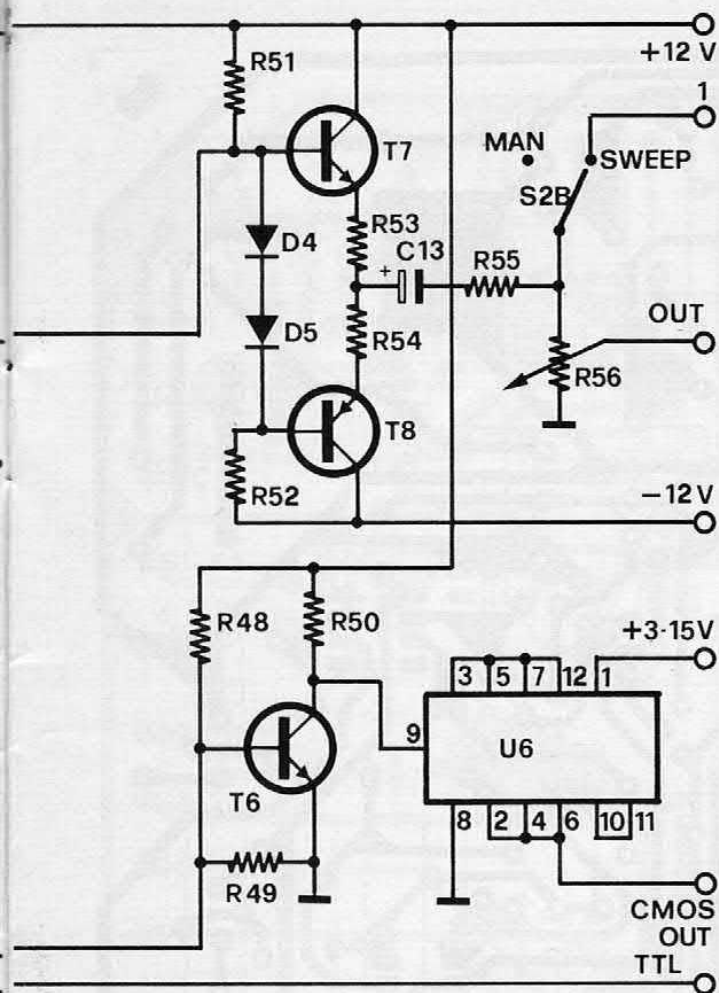 +12 V
R51
1
T7
MAN
SWEEP
S2B
D4
R53
+
C13
R55
OUT
D5
R54
R56
T8
R52
−12V
R48
R50
+3-15V
3 5 7 12 1
9
U6
T6
8 2 4 6 10 11
R49
CMOS
OUT
TTL